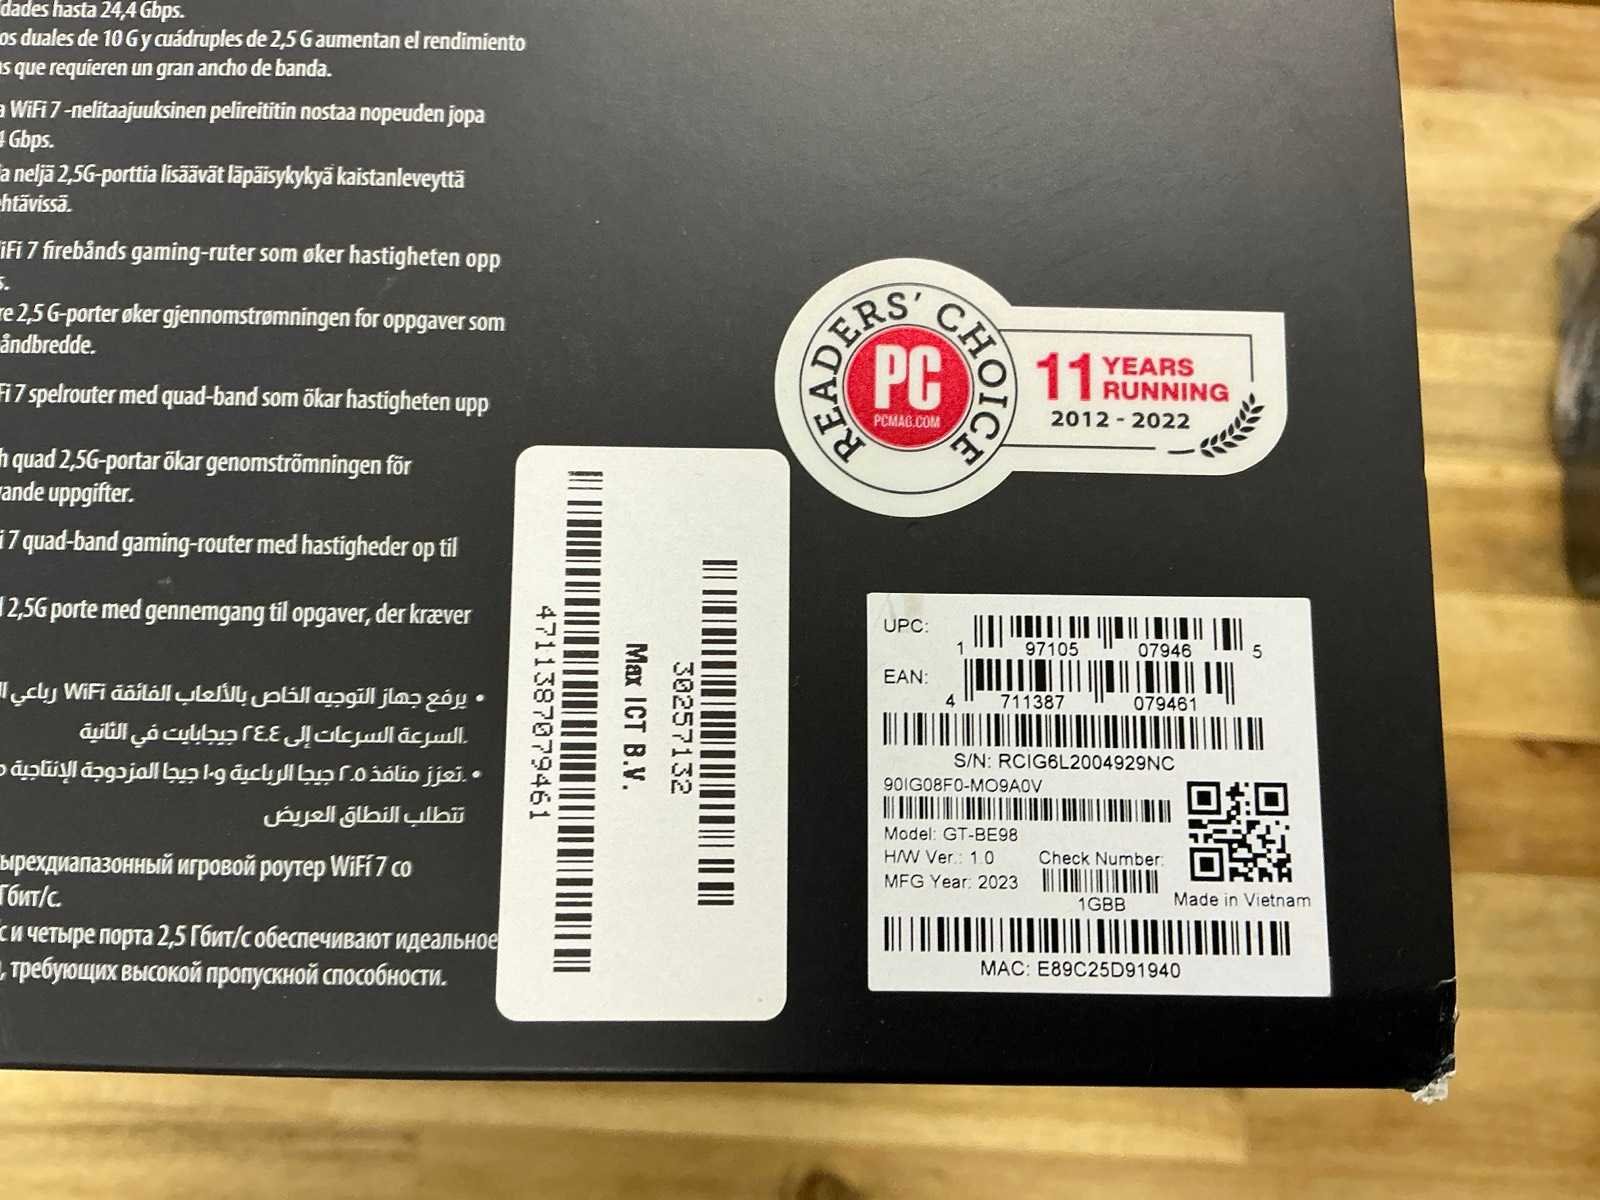 dades hasta 24,4 Gbps.
os duales de 10 G y cuádruples de 2,5 G aumentan el rendimiento
s que requieren un gran ancho de banda.
a WiFi 7 -nelitaajuuksinen pelireititin nostaa nopeuden jopa
4 Gbps.
a neljä 2,5G-porttia lisäävät läpäisykykyä kaistanleveyttä
htävissä.
iFi 7 firebånds gaming-ruter som øker hastigheten opp
s.
re 2,5 G-porter øker gjennomstrømningen for oppgaver som
åndbredde.
Fi 7 spelrouter med quad-band som ökar hastigheten upp
h quad 2,5G-portar ökar genomströmningen för
vande uppgifter.
i 7 quad-band gaming-router med hastigheder op til
d 2,5G porte med gennemgang til opgaver, der kræver
• يرفع جهاز التوجيه الخاص بالألعاب الفائقة WiFi رباعي ال
السرعة السرعات إلى ٢٤.٤ جيجابايت في الثانية.
• تعزز منافذ ٢.٥ جيجا الرباعية و١٠ جيجا المزدوجة الإنتاجية
تتطلب النطاق العريض
ырехдиапазонный игровой роутер WiFi 7 со
Гбит/с.
с и четыре порта 2,5 Гбит/с обеспечивают идеальное
, требующих высокой пропускной способности.
READERS' CHOICE
PC
PCMAG.COM
11 YEARS
RUNNING
2012 - 2022
30257132
Max ICT B.V.
4711387079461
UPC:
1 97105 07946 5
EAN:
4 711387 079461
S/N: RCIG6L2004929NC
90IG08F0-MO9A0V
Model: GT-BE98
H/W Ver.: 1.0
Check Number:
MFG Year: 2023
1GBB
Made in Vietnam
MAC: E89C25D91940